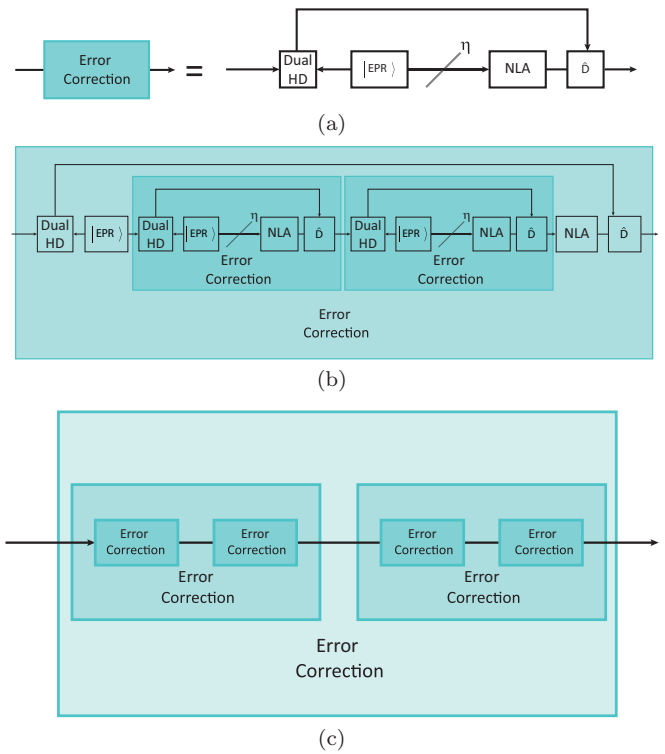 Error
Correction
=
Dual
HD
|EPR⟩
η
NLA
D̂
(a)
Dual
HD
|EPR⟩
Dual
HD
|EPR⟩
η
NLA
D̂
Error
Correction
Dual
HD
|EPR⟩
η
NLA
D̂
Error
Correction
NLA
D̂
Error
Correction
(b)
Error
Correction
Error
Correction
Error
Correction
Error
Correction
Error
Correction
Error
Correction
Error
Correction
(c)